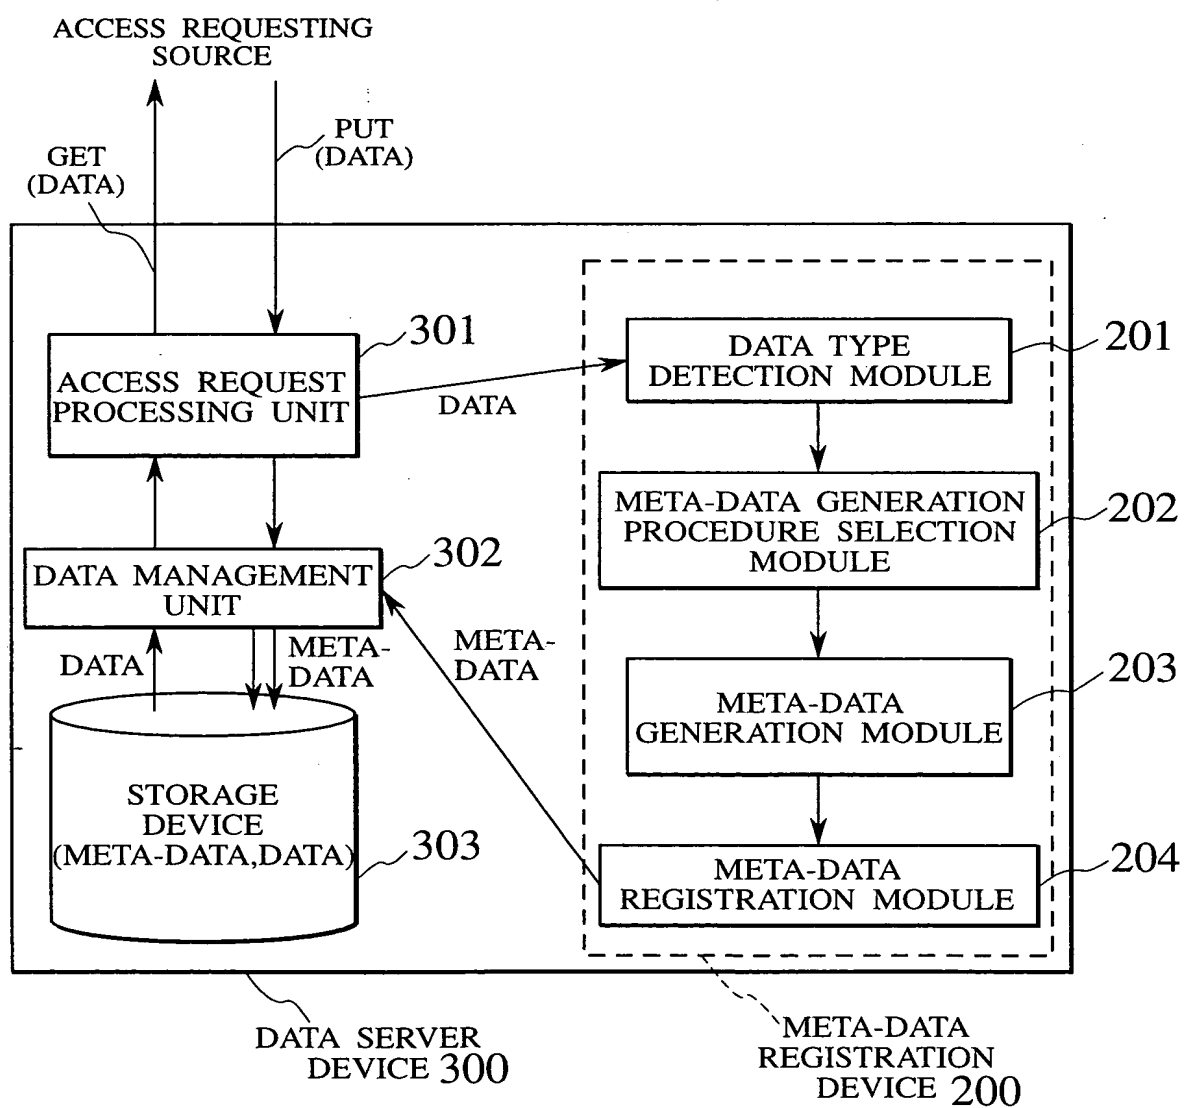 ACCESS REQUESTING
SOURCE
PUT
(DATA)
GET
(DATA)
301
ACCESS REQUEST
PROCESSING UNIT
DATA
201
DATA TYPE
DETECTION MODULE
202
META-DATA GENERATION
PROCEDURE SELECTION
MODULE
302
DATA MANAGEMENT
UNIT
DATA
META-
DATA
META-
DATA
203
META-DATA
GENERATION MODULE
STORAGE
DEVICE
(META-DATA,DATA)
303
204
META-DATA
REGISTRATION MODULE
DATA SERVER
DEVICE 300
META-DATA
REGISTRATION
DEVICE 200